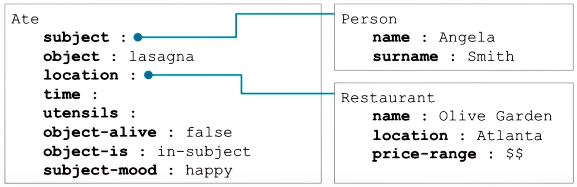 Ate
subject :
object : lasagna
location :
time :
utensils :
object-alive : false
object-is : in-subject
subject-mood : happy
Person
name : Angela
surname : Smith
Restaurant
name : Olive Garden
location : Atlanta
price-range : $$